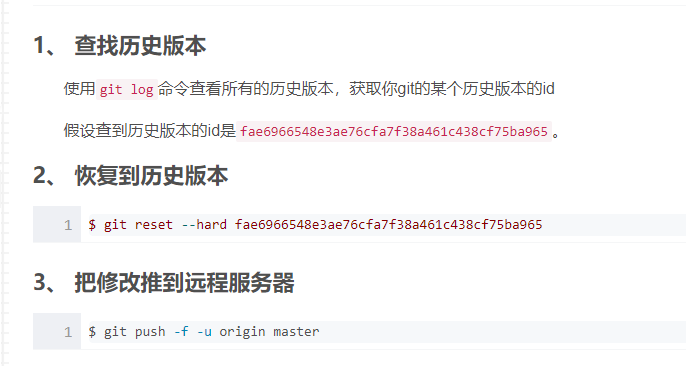 1、 查找历史版本
使用git log命令查看所有的历史版本，获取你git的某个历史版本的id
假设查到历史版本的id是fae6966548e3ae76cfa7f38a461c438cf75ba965。
2、 恢复到历史版本
1 $ git reset --hard fae6966548e3ae76cfa7f38a461c438cf75ba965
3、 把修改推到远程服务器
1 $ git push -f -u origin master